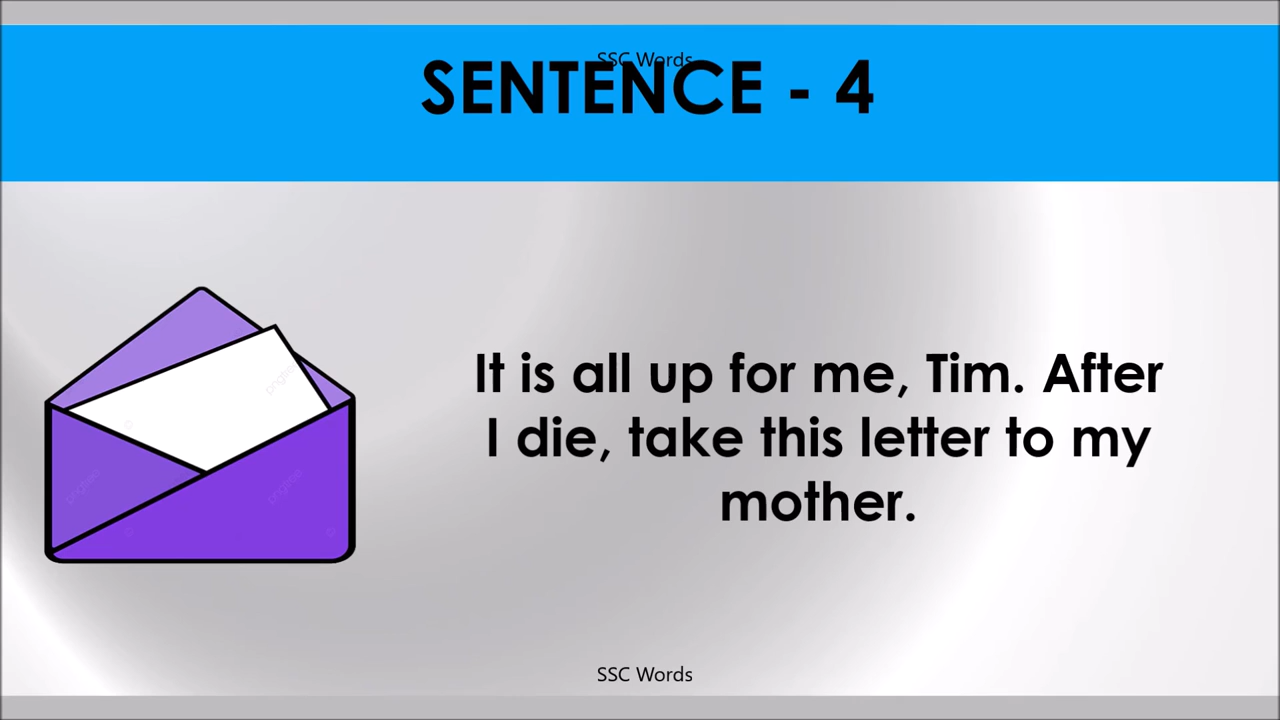 SSC Words
SENTENCE - 4
It is all up for me, Tim. After
I die, take this letter to my
mother.
SSC Words